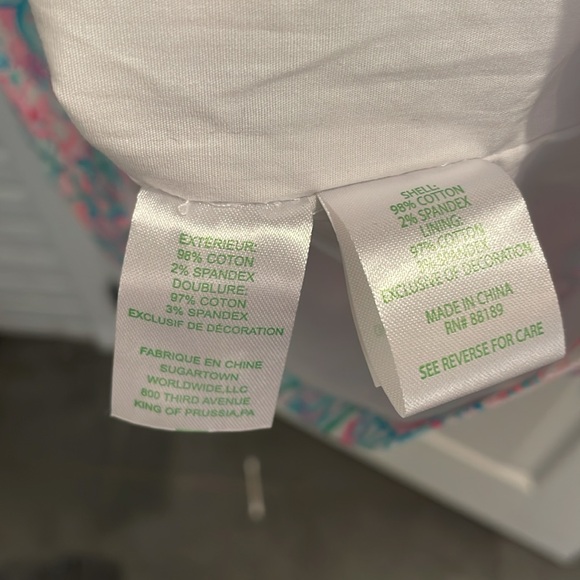 EXTERIEUR:
98% COTON
2% SPANDEX
DOUBLURE:
97% COTON
3% SPANDEX
EXCLUSIF DE DÉCORATION
FABRIQUE EN CHINE
SUGARTOWN
WORLDWIDE,LLC
800 THIRD AVENUE
KING OF PRUSSIA,PA
SHELL:
98% COTTON
2% SPANDEX
LINING:
97% COTTON
3% SPANDEX
EXCLUSIVE OF DECORATION
MADE IN CHINA
RN# 88189
SEE REVERSE FOR CARE